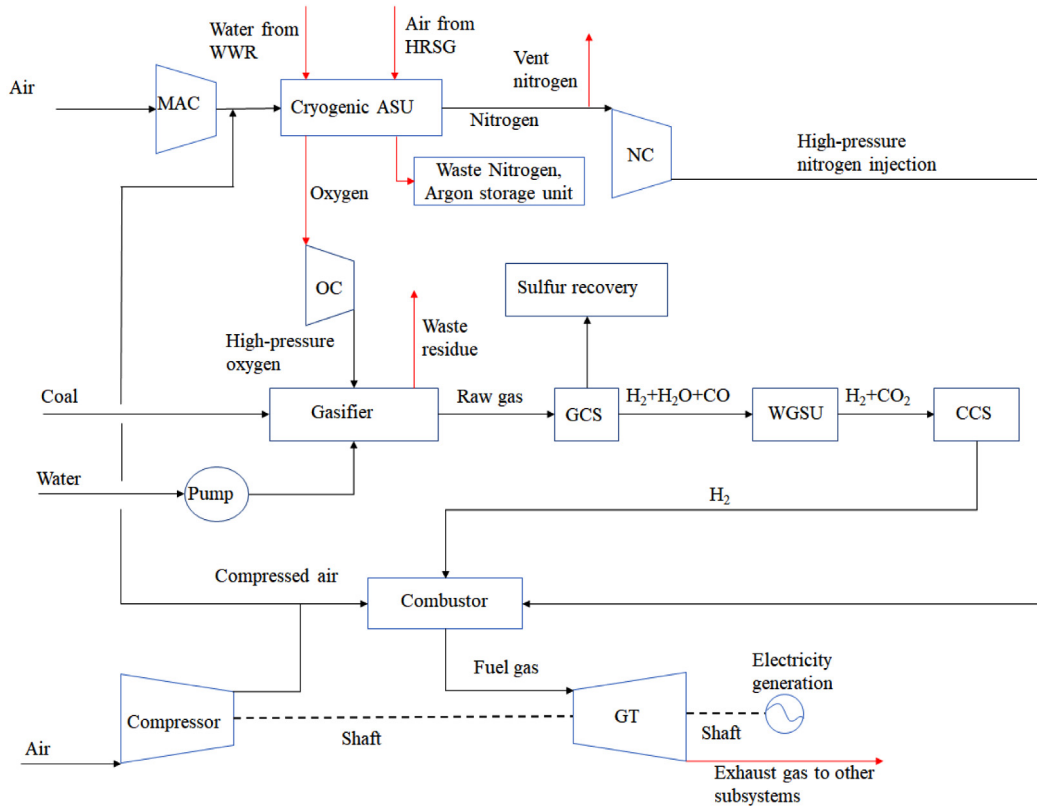 Water from
WWR
Air from
HRSG
Vent
nitrogen
Air
MAC
Cryogenic ASU
Nitrogen
NC
High-pressure
nitrogen injection
Waste Nitrogen,
Argon storage unit
Oxygen
OC
Sulfur recovery
High-pressure
oxygen
Waste
residue
Coal
Gasifier
Raw gas
GCS
H₂+H₂O+CO
WGSU
H₂+CO₂
CCS
Water
Pump
H₂
Compressed air
Combustor
Fuel gas
Electricity
generation
Compressor
Shaft
GT
Shaft
Air
Exhaust gas to other
subsystems